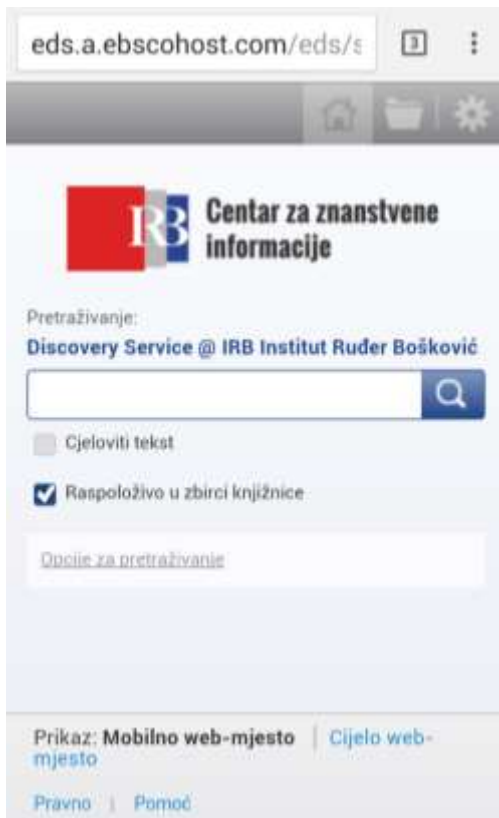 eds.a.ebscohost.com/eds/s
3
IRB
Centar za znanstvene
informacije
Pretraživanje:
Discovery Service @ IRB Institut Ruđer Bošković
Cjeloviti tekst
Raspoloživo u zbirci knjižnice
Opcije za pretraživanje
Prikaz: Mobilno web-mjesto | Cijelo web-
mjesto
Pravno | Pomoć